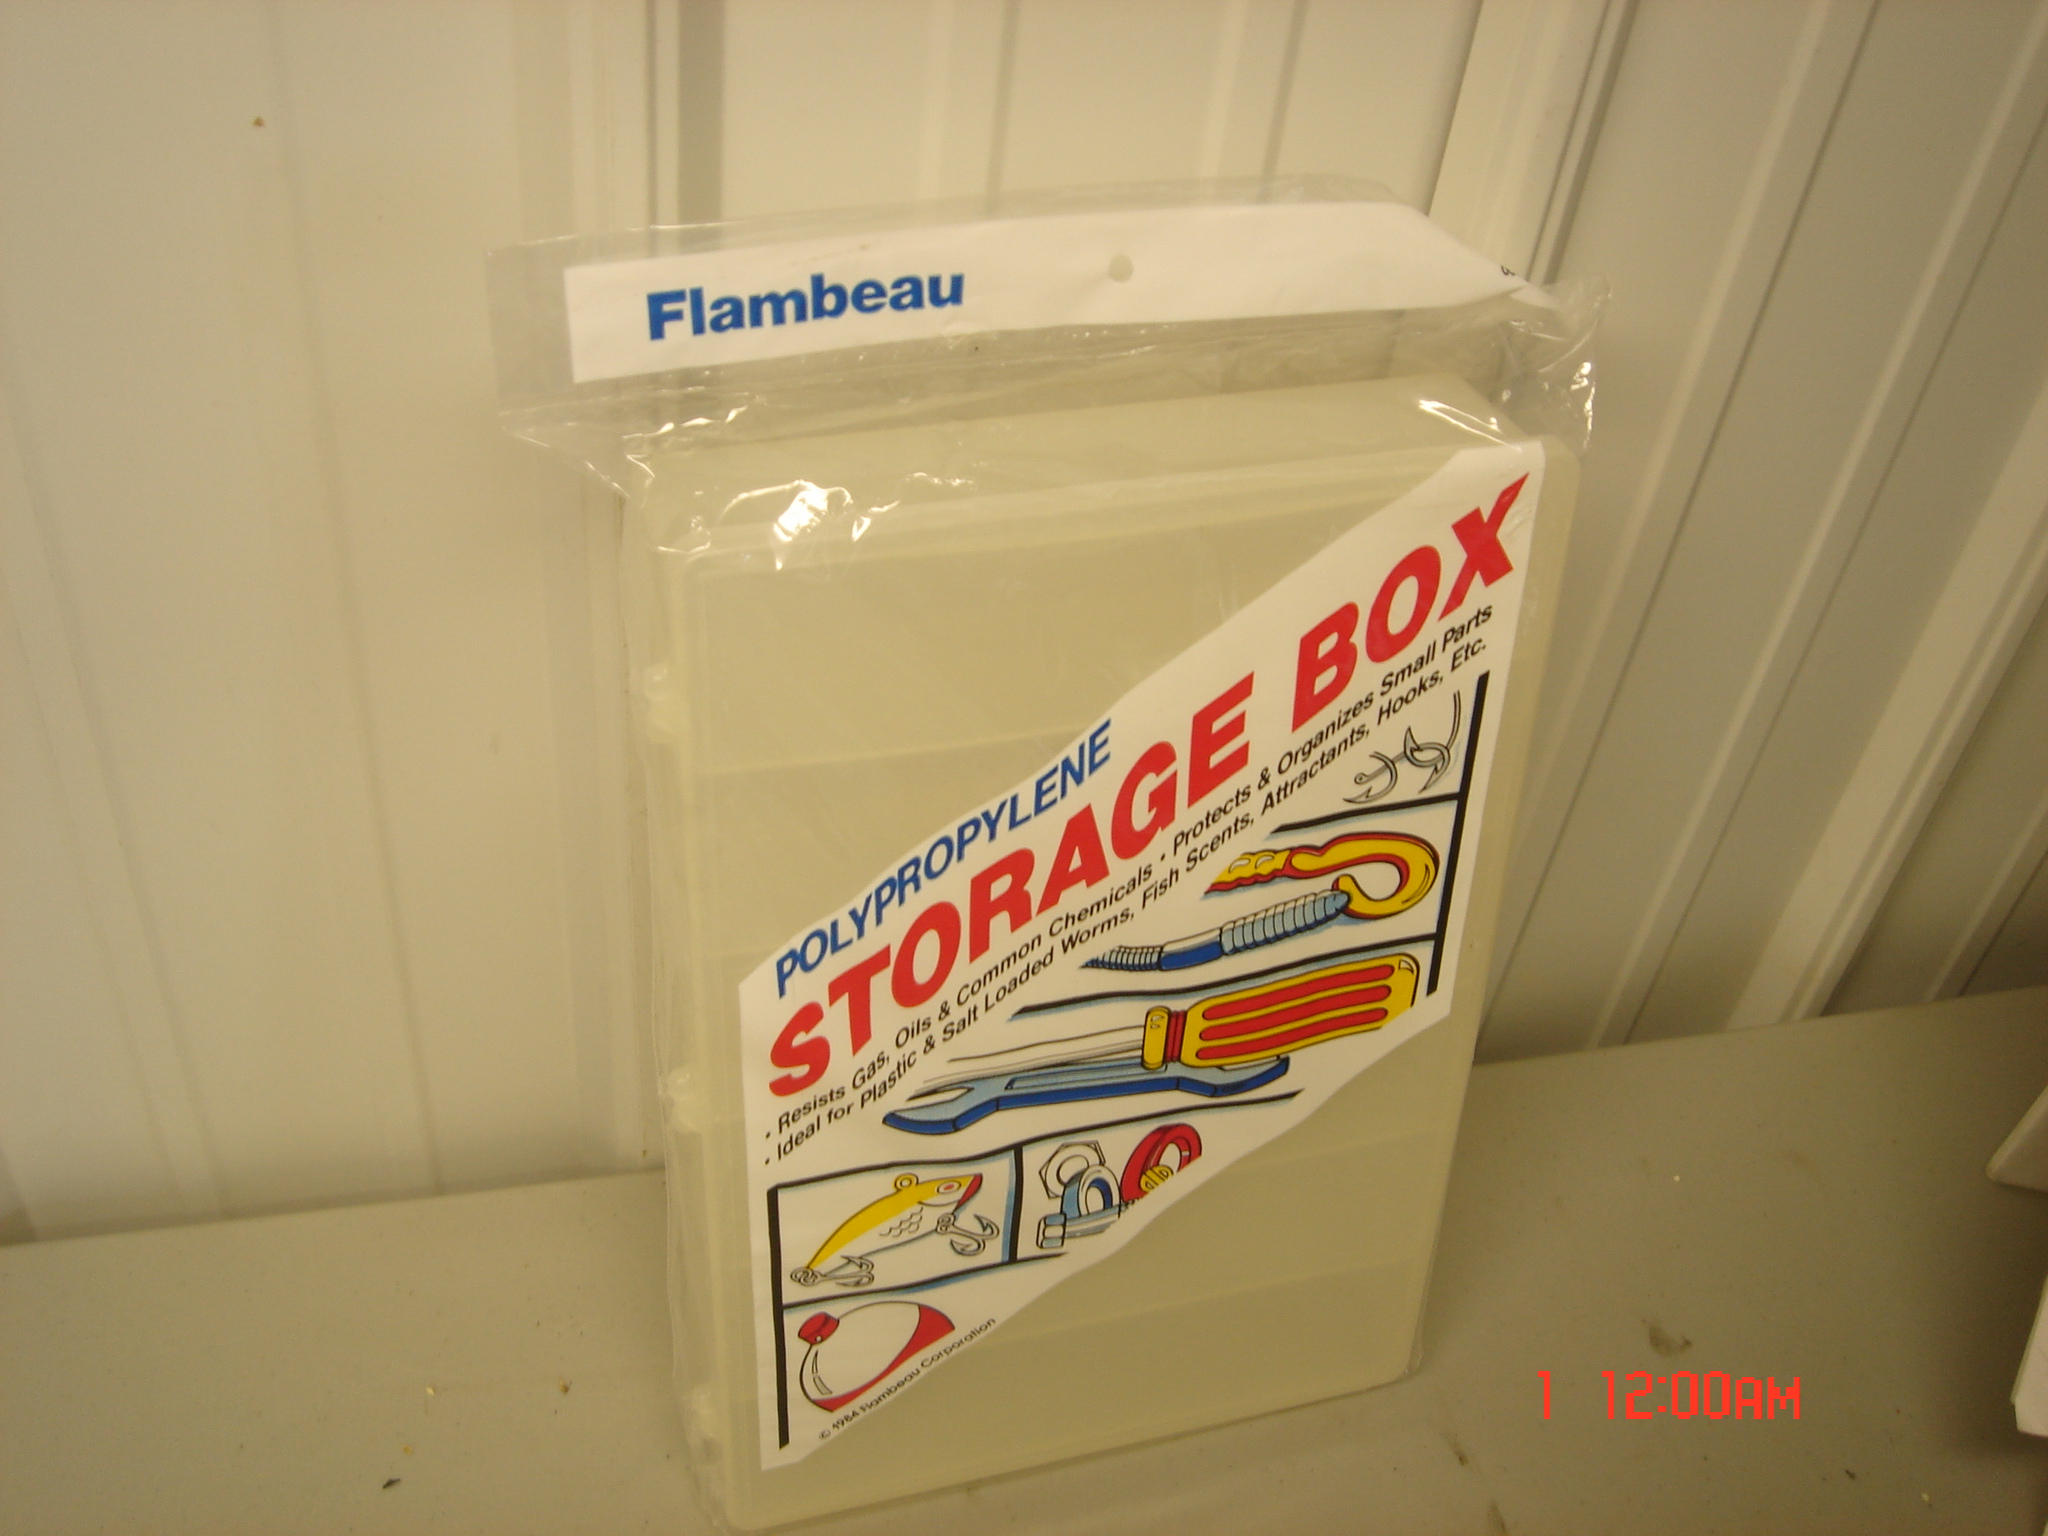 Flambeau
POLYPROPYLENE
STORAGE BOX
• Resists Gas, Oils & Common Chemicals • Protects & Organizes Small Parts
• Ideal for Plastic & Salt Loaded Worms, Fish Scents, Attractants, Hooks, Etc.
© 1984 Flambeau Corporation
1 12:00AM